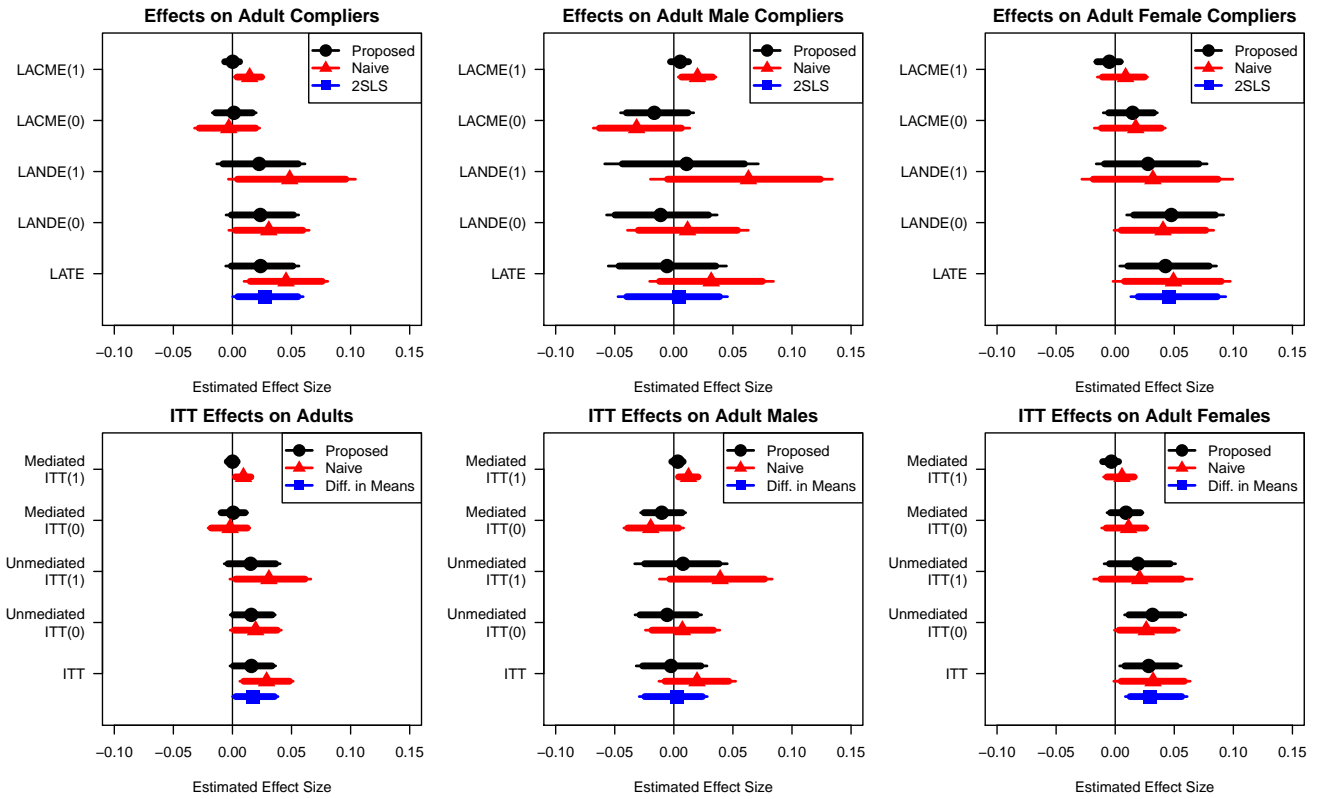 Effects on Adult Compliers
LACME(1)
LACME(0)
LANDE(1)
LANDE(0)
LATE
Proposed
Naive
2SLS
−0.10 −0.05 0.00 0.05 0.10 0.15
Estimated Effect Size
Effects on Adult Male Compliers
LACME(1)
LACME(0)
LANDE(1)
LANDE(0)
LATE
Proposed
Naive
2SLS
−0.10 −0.05 0.00 0.05 0.10 0.15
Estimated Effect Size
Effects on Adult Female Compliers
LACME(1)
LACME(0)
LANDE(1)
LANDE(0)
LATE
Proposed
Naive
2SLS
−0.10 −0.05 0.00 0.05 0.10 0.15
Estimated Effect Size
ITT Effects on Adults
Mediated
ITT(1)
Mediated
ITT(0)
Unmediated
ITT(1)
Unmediated
ITT(0)
ITT
Proposed
Naive
Diff. in Means
−0.10 −0.05 0.00 0.05 0.10 0.15
Estimated Effect Size
ITT Effects on Adult Males
Mediated
ITT(1)
Mediated
ITT(0)
Unmediated
ITT(1)
Unmediated
ITT(0)
ITT
Proposed
Naive
Diff. in Means
−0.10 −0.05 0.00 0.05 0.10 0.15
Estimated Effect Size
ITT Effects on Adult Females
Mediated
ITT(1)
Mediated
ITT(0)
Unmediated
ITT(1)
Unmediated
ITT(0)
ITT
Proposed
Naive
Diff. in Means
−0.10 −0.05 0.00 0.05 0.10 0.15
Estimated Effect Size